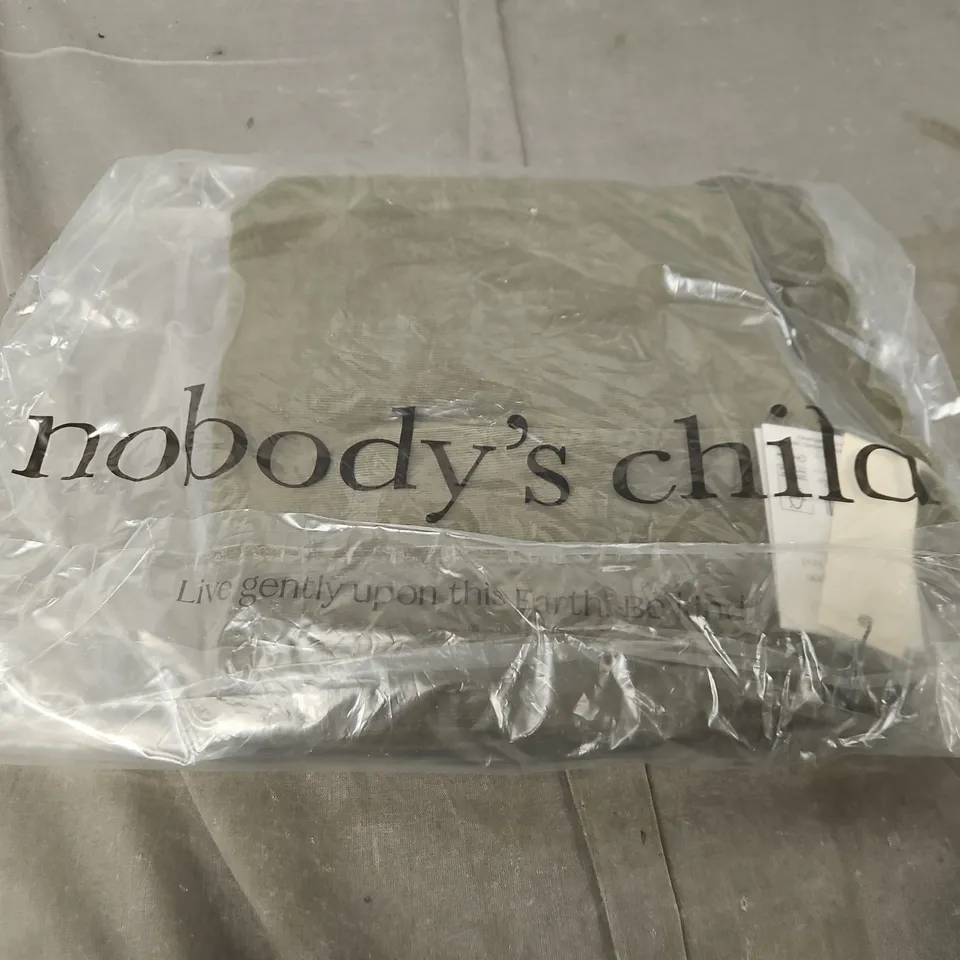 nobody's child
Live gently upon this Earth. Be kind